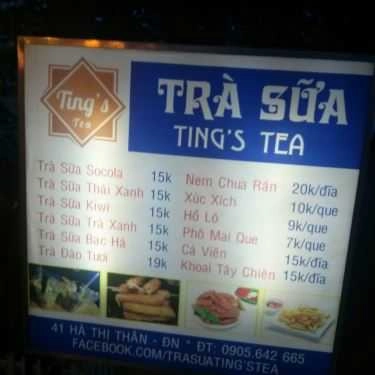 Ting's
Tea
TRÀ SỮA
TING'S TEA
Trà Sữa Socola 15k
Trà Sữa Thái Xanh 15k
Trà Sữa Kiwi 15k
Trà Sữa Trà Xanh 15k
Trà Sữa Bạc Hà 15k
Trà Đào Tươi 19k
Nem Chua Rán 20k/đĩa
Xúc Xích 10k/que
Hồ Lô 9k/que
Phô Mai Que 7k/que
Cá Viên 15k/đĩa
Khoai Tây Chiên 15k/đĩa
41 HÀ THỊ THÂN - ĐN * ĐT: 0905.642 665
FACEBOOK.COM/TRASUATING'STEA